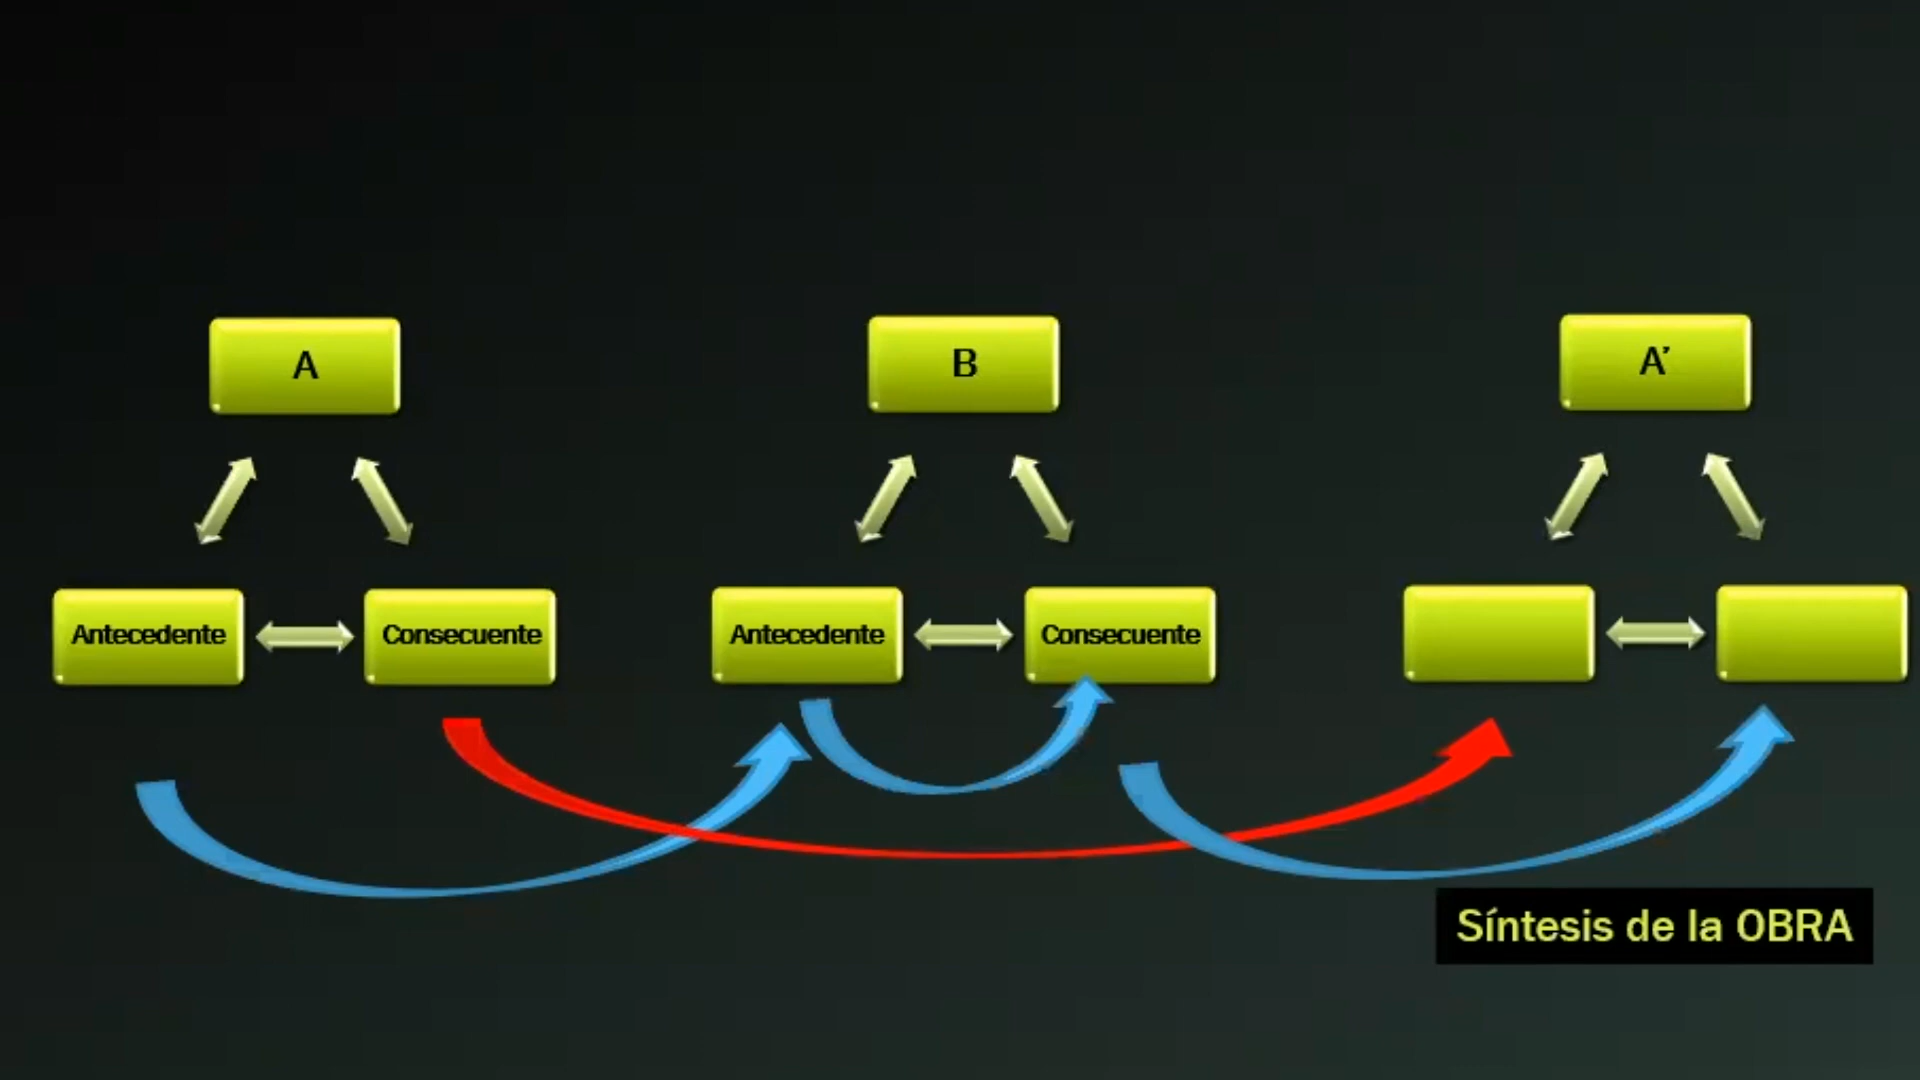 A
B
A'
Antecedente
Consecuente
Antecedente
Consecuente
Síntesis de la OBRA